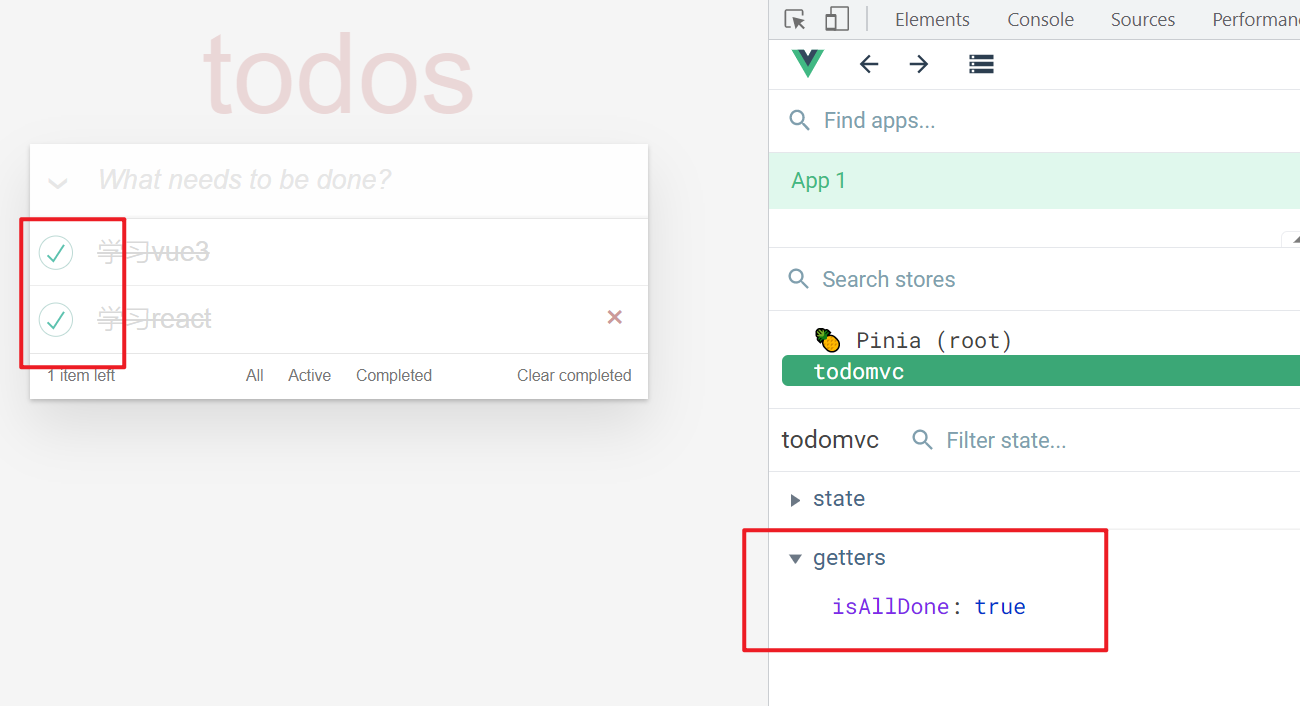 todos
What needs to be done?
学习vue3
学习react
1 item left All Active Completed Clear completed
Elements Console Sources Performan
Find apps...
App 1
Search stores
🍍 Pinia (root)
todomvc
todomvc Filter state...
state
getters
isAllDone: true